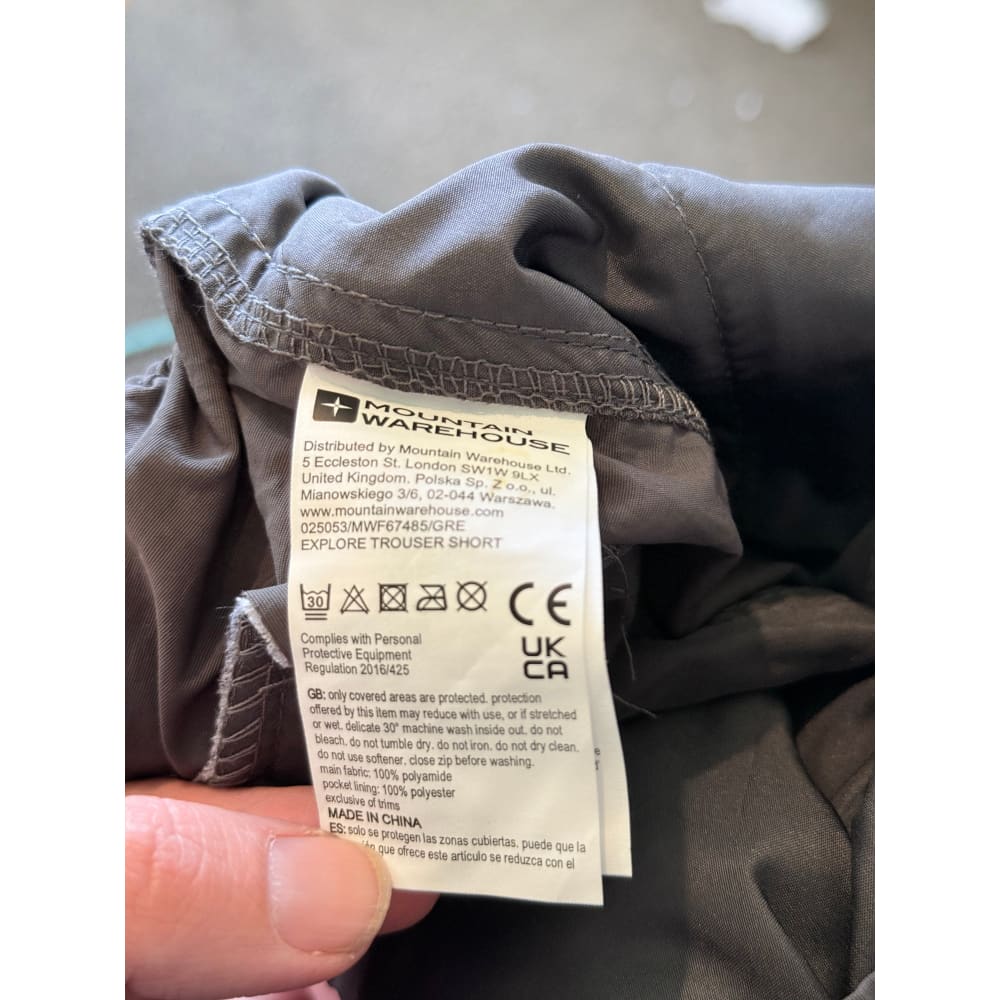 MOUNTAIN
WAREHOUSE
Distributed by Mountain Warehouse Ltd.
5 Eccleston St. London SW1W 9LX
United Kingdom. Polska Sp. Z o.o., ul.
Mianowskiego 3/6, 02-044 Warszawa.
www.mountainwarehouse.com
025053/MWF67485/GRE
EXPLORE TROUSER SHORT
30
CE
UK
CA
Complies with Personal
Protective Equipment
Regulation 2016/425
GB: only covered areas are protected. protection
offered by this item may reduce with use, or if stretched
or wet. delicate 30° machine wash inside out. do not
bleach. do not tumble dry. do not iron. do not dry clean.
do not use softener. close zip before washing.
main fabric: 100% polyamide
pocket lining: 100% polyester
exclusive of trims
MADE IN CHINA
ES: solo se protegen las zonas cubiertas. puede que la
que ofrece este artículo se reduzca con el